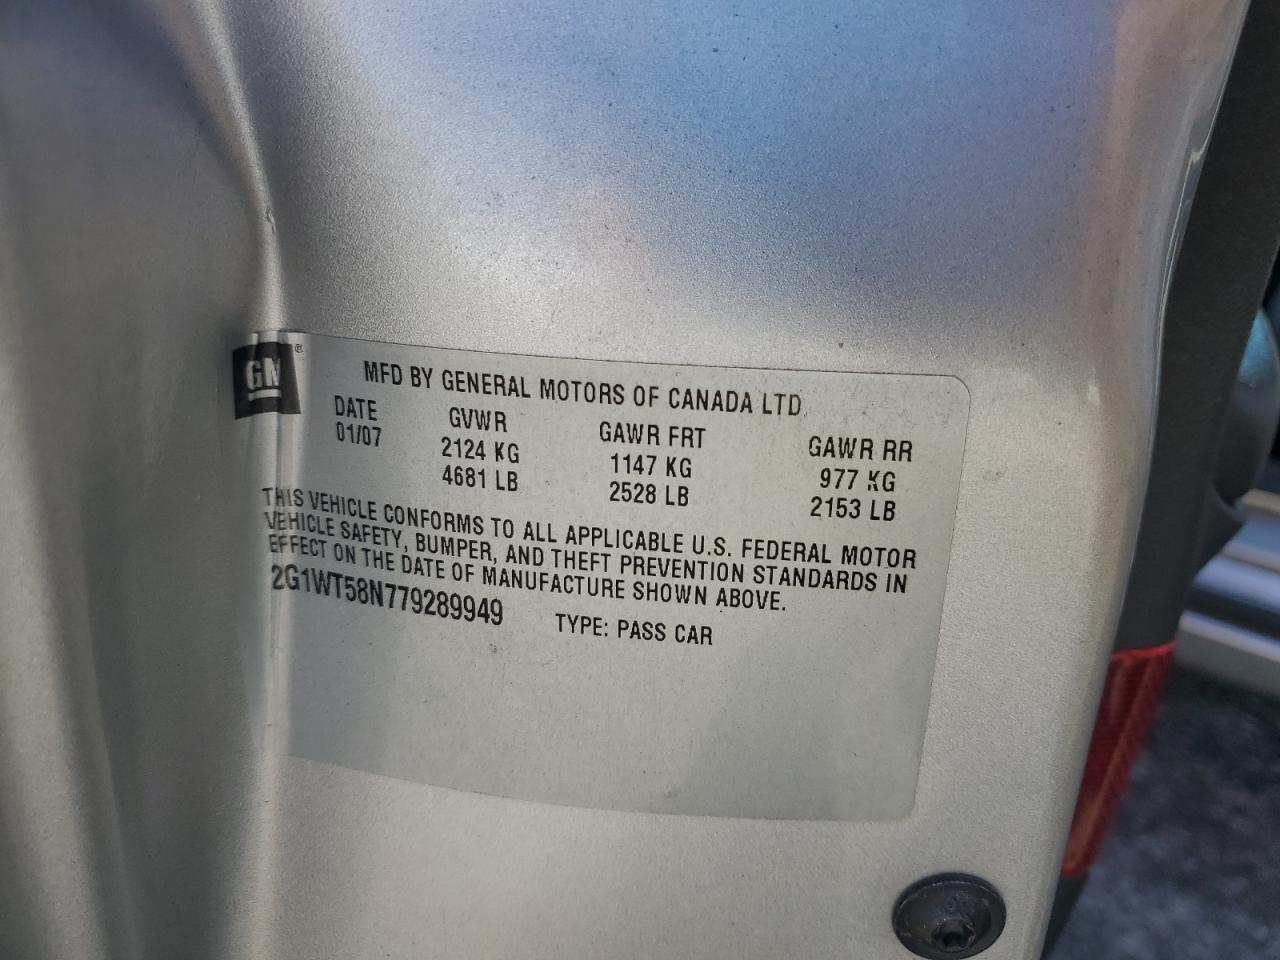 GM®
MFD BY GENERAL MOTORS OF CANADA LTD
DATE GVWR GAWR FRT GAWR RR
01/07 2124 KG 1147 KG 977 KG
4681 LB 2528 LB 2153 LB
THIS VEHICLE CONFORMS TO ALL APPLICABLE U.S. FEDERAL MOTOR
VEHICLE SAFETY, BUMPER, AND THEFT PREVENTION STANDARDS IN
EFFECT ON THE DATE OF MANUFACTURE SHOWN ABOVE.
2G1WT58N779289949 TYPE: PASS CAR